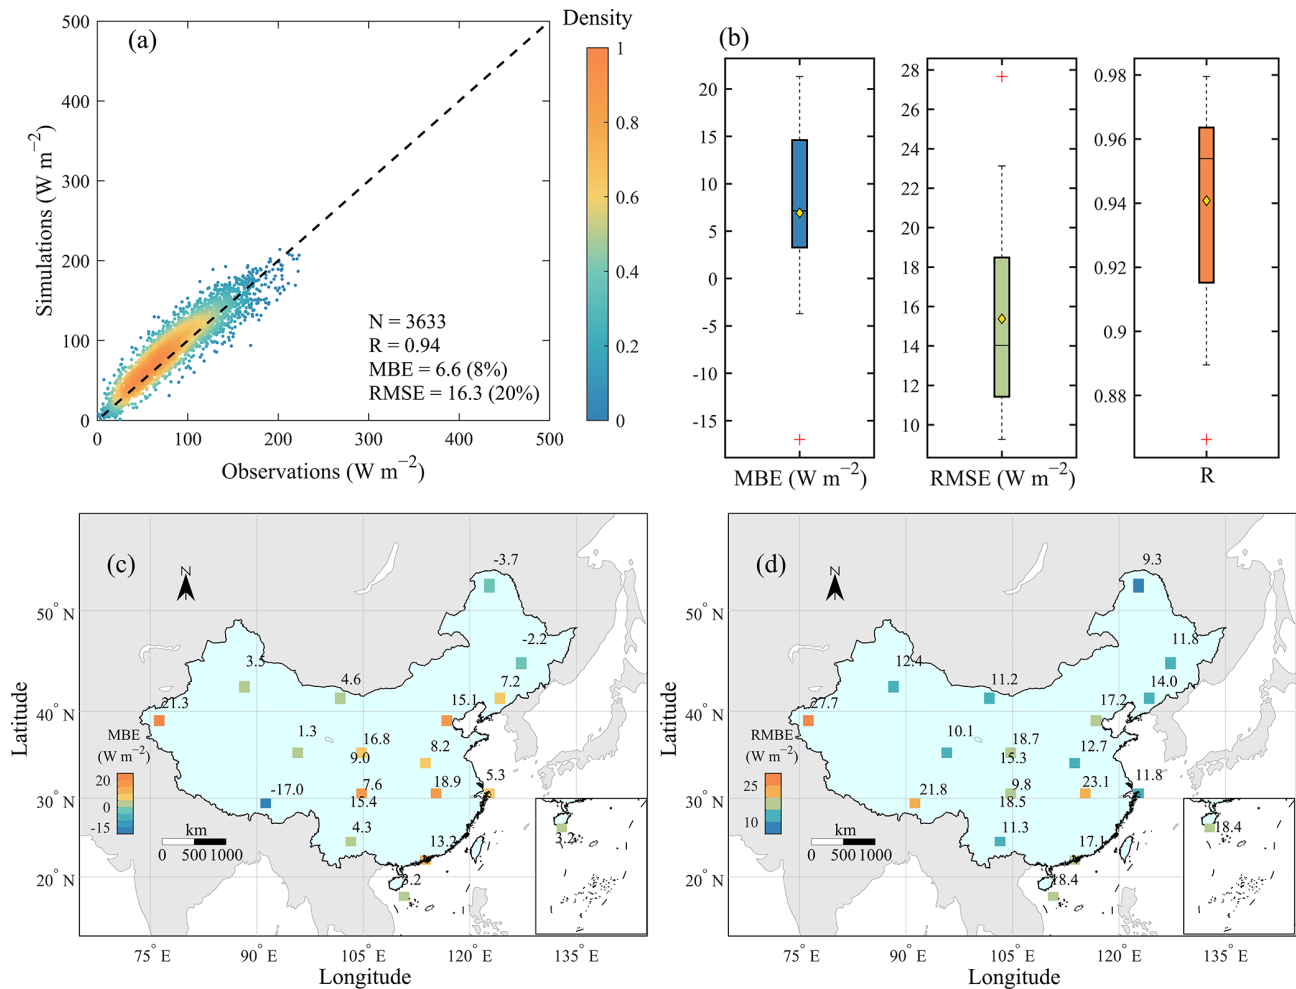 (a)
Density
500
400
300
200
100
0
Simulations (W m−2)
N = 3633
R = 0.94
MBE = 6.6 (8%)
RMSE = 16.3 (20%)
0 100 200 300 400 500
Observations (W m−2)
1
0.8
0.6
0.4
0.2
0
(b)
20
15
10
5
0
-5
-10
-15
MBE (W m−2)
28
26
24
22
20
18
16
14
12
10
RMSE (W m−2)
0.98
0.96
0.94
0.92
0.9
0.88
R
(c)
N
50° N
40° N
30° N
20° N
Latitude
-3.7
-2.2
3.5
4.6
7.2
21.3
15.1
1.3
16.8
9.0
8.2
-17.0
7.6
15.4
18.9
5.3
4.3
13.2
3.2
3.2
MBE
(W m−2)
20
0
-15
km
0 500 1000
75° E 90° E 105° E 120° E 135° E
Longitude
(d)
N
50° N
40° N
30° N
20° N
Latitude
9.3
11.8
12.4
11.2
14.0
27.7
17.2
10.1
18.7
15.3
12.7
21.8
9.8
18.5
23.1
11.8
11.3
17.1
18.4
18.4
RMBE
(W m−2)
25
10
km
0 500 1000
75° E 90° E 105° E 120° E 135° E
Longitude